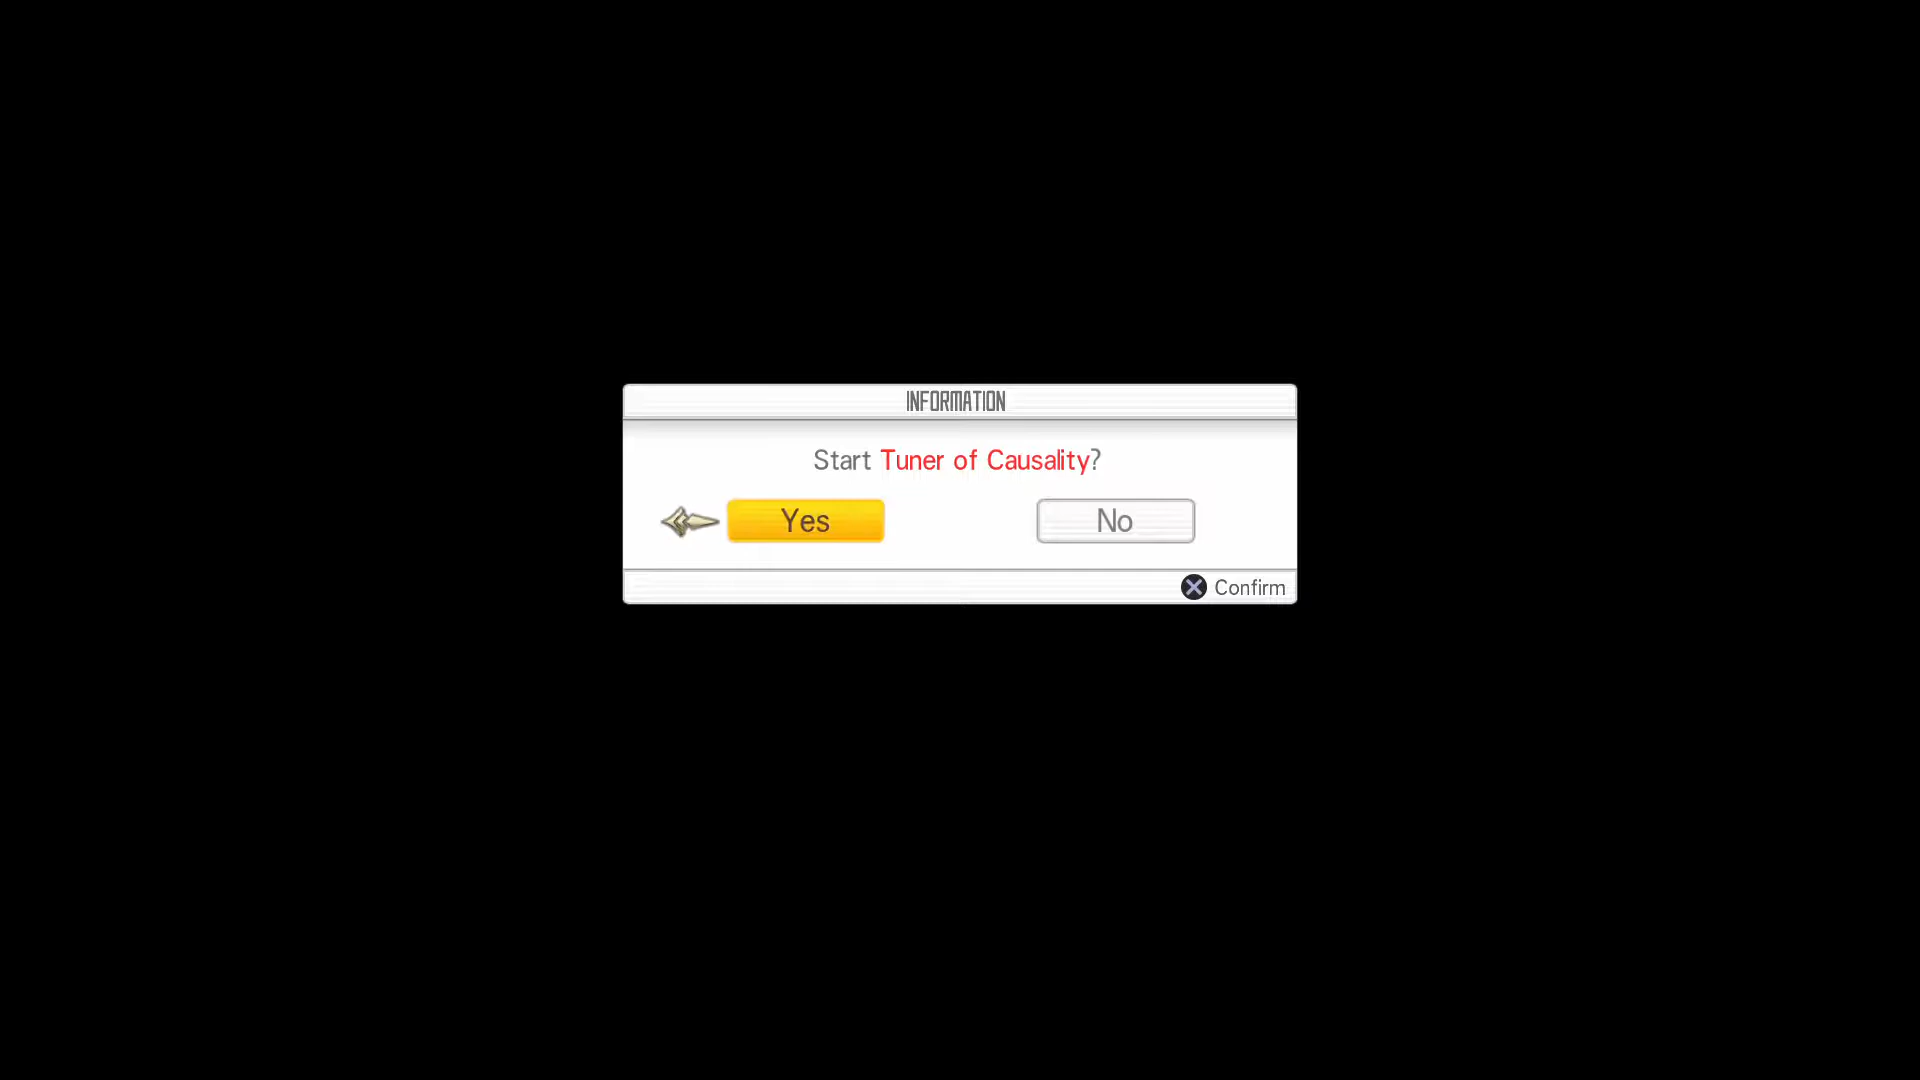 INFORMATION
Start Tuner of Causality?
Yes No
Confirm